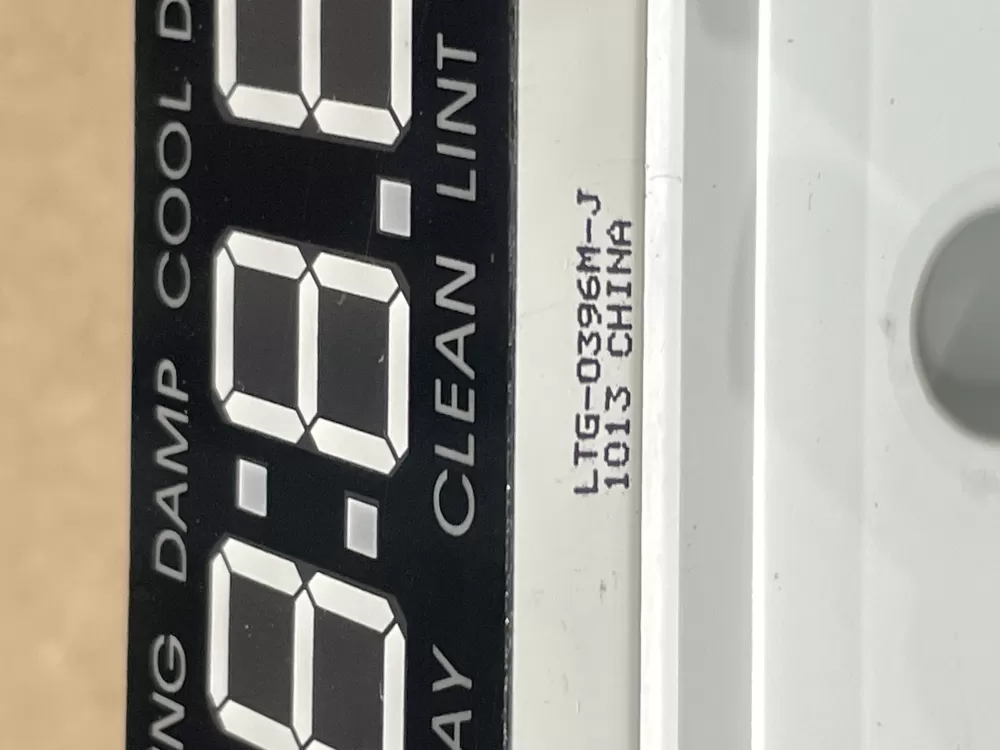 DAMP COOL
CLEAN LINT
LTG-0396M-J
1013 CHINA